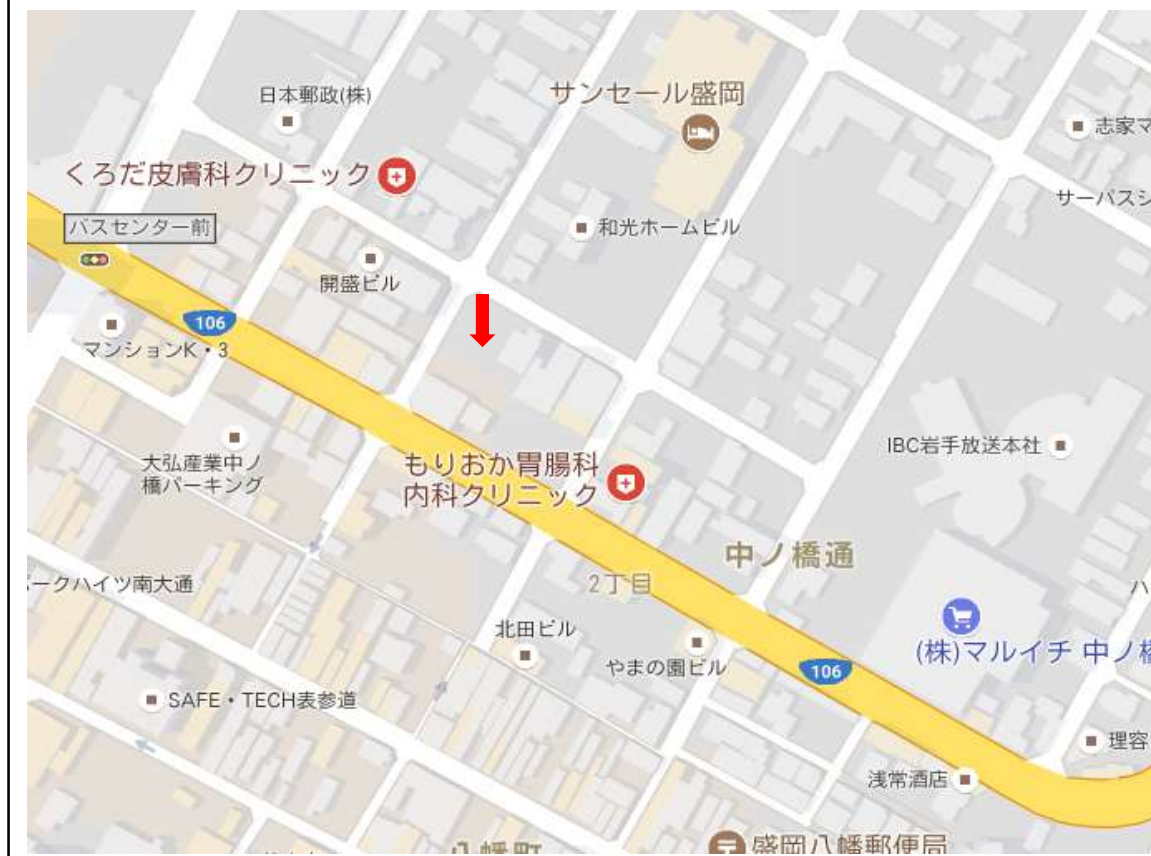 日本郵政(株)
サンセール盛岡
志家マ
くろだ皮膚科クリニック
サーパスシ
バスセンター前
和光ホームビル
開盛ビル
106
マンションK・3
大弘産業中ノ
橋パーキング
もりおか胃腸科
内科クリニック
IBC岩手放送本社
中ノ橋通
2丁目
ークハイツ南大通
ハ
北田ビル
やまの園ビル
(株)マルイチ 中ノ橋
106
SAFE・TECH表参道
理容
浅常酒店
八幡町
盛岡八幡郵便局